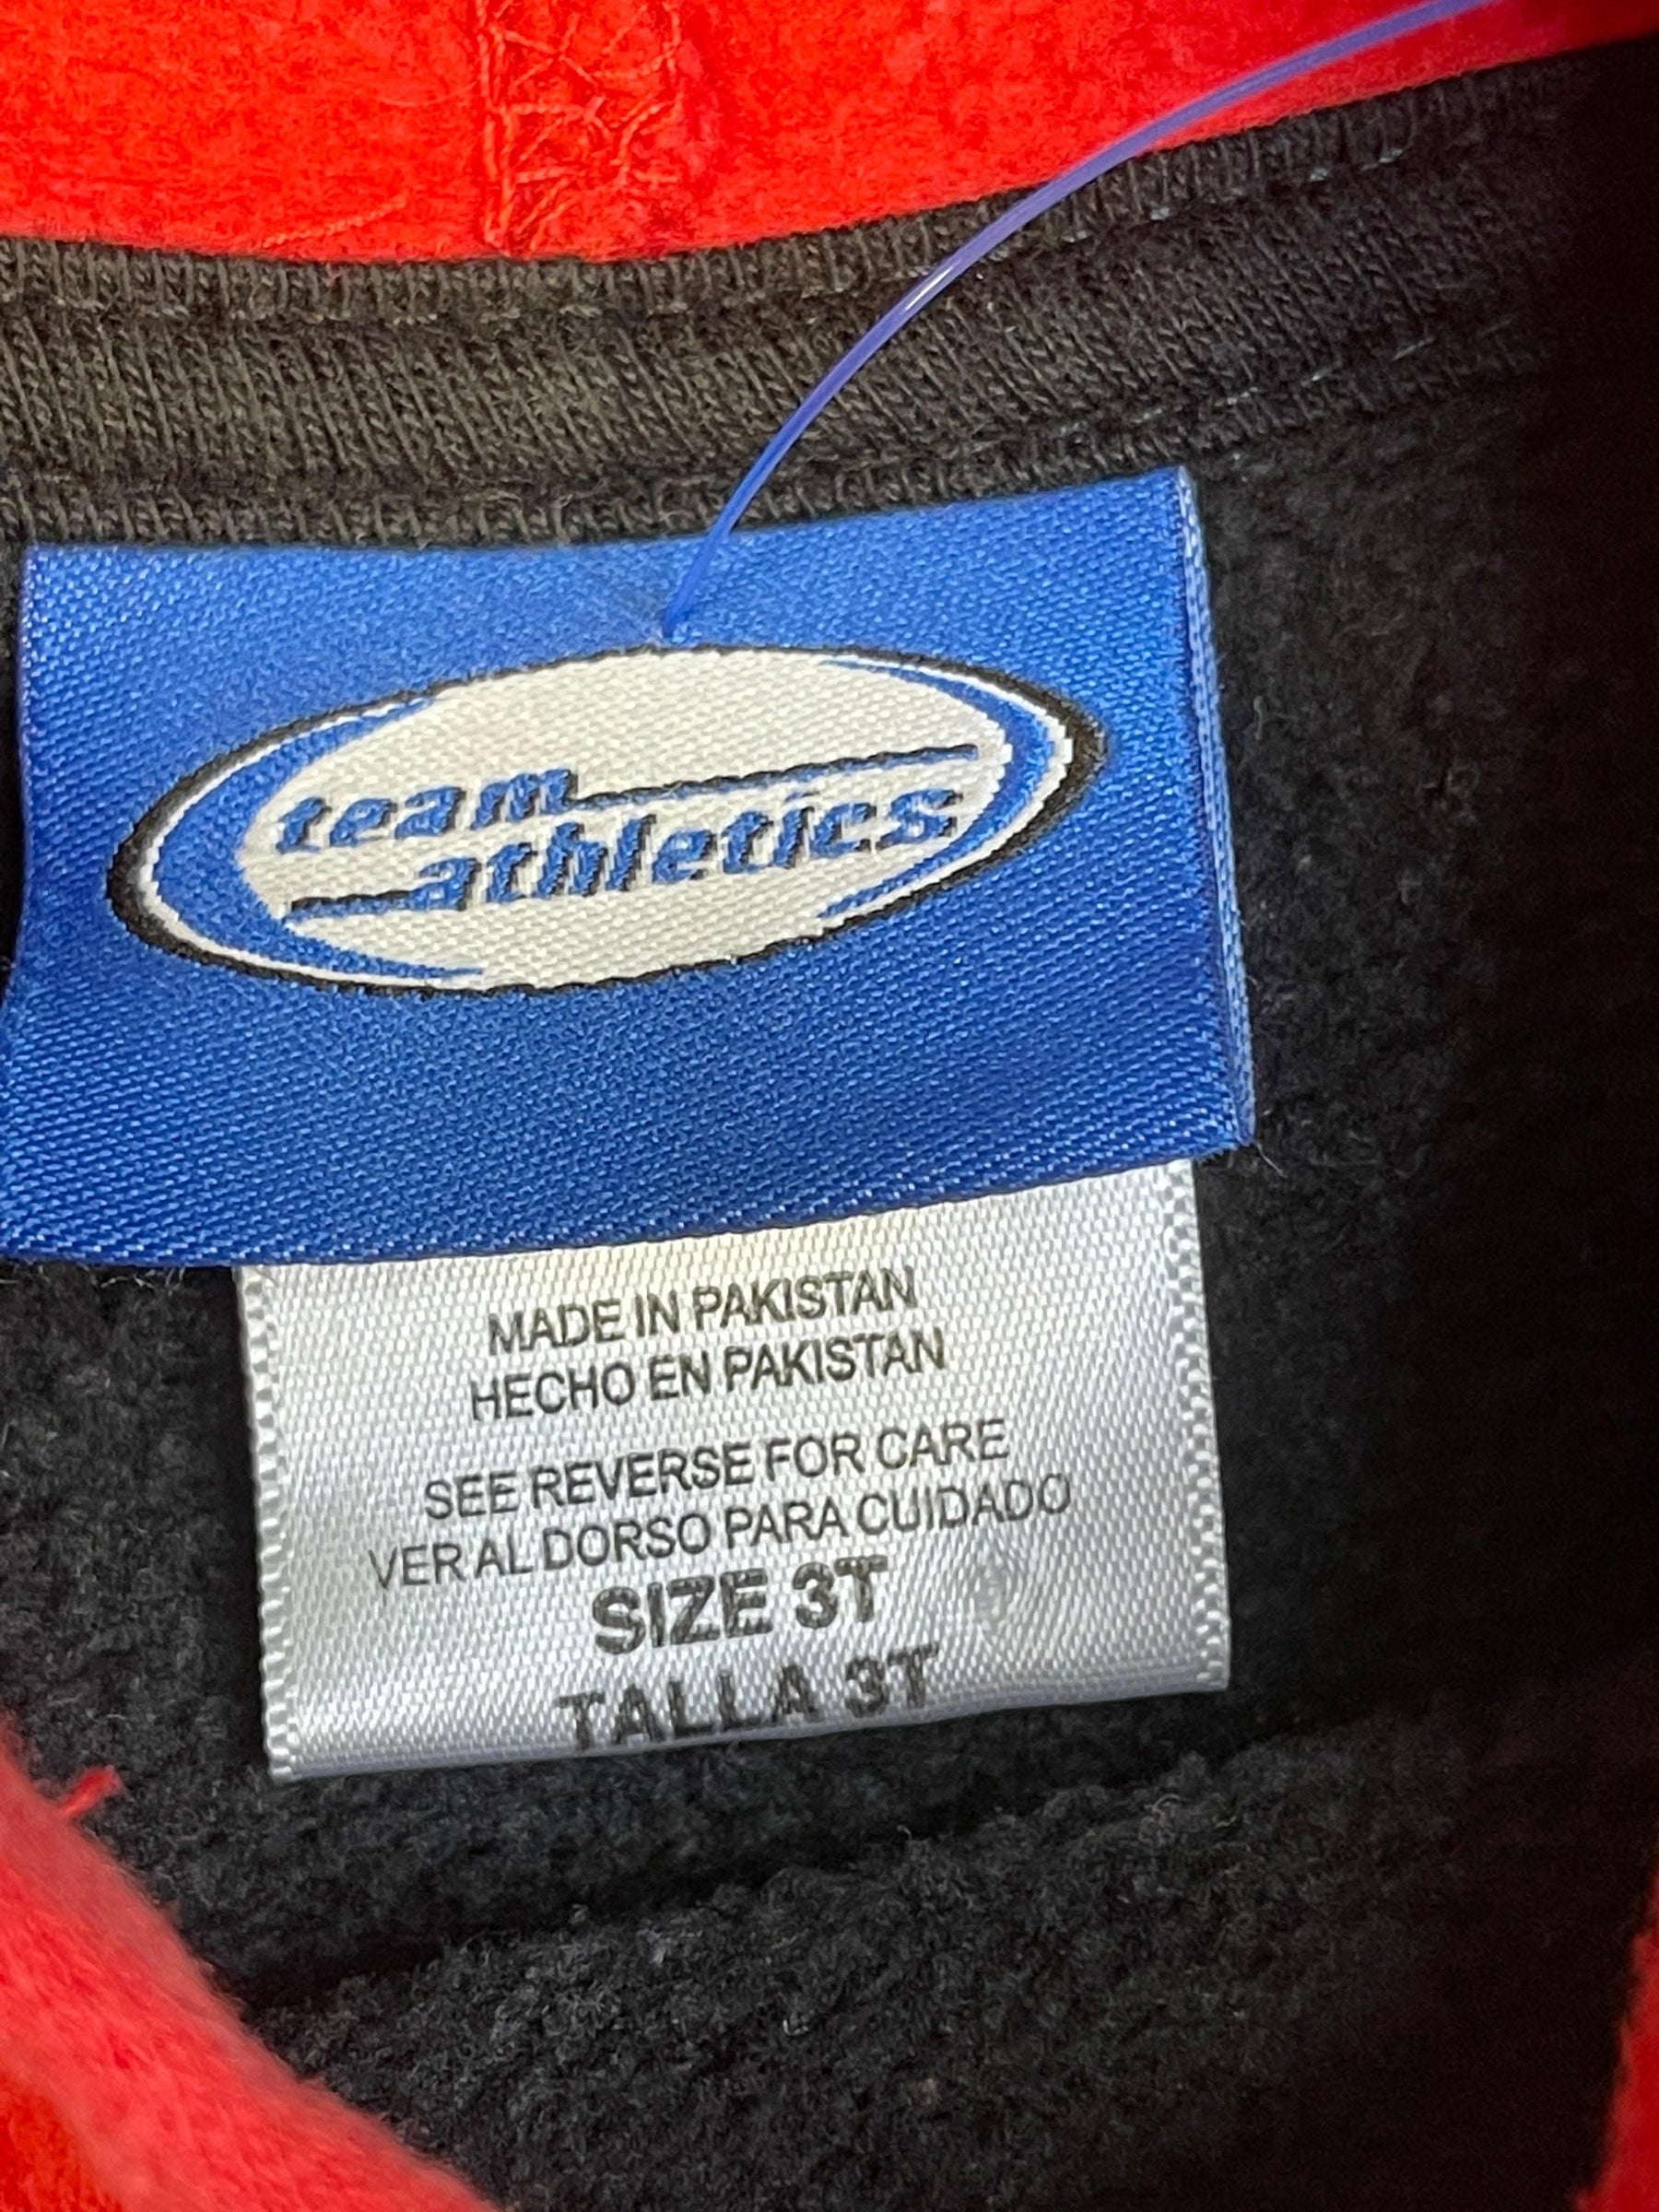 team
athletics
MADE IN PAKISTAN
HECHO EN PAKISTAN
SEE REVERSE FOR CARE
VER AL DORSO PARA CUIDADO
SIZE 3T
TALLA 3T